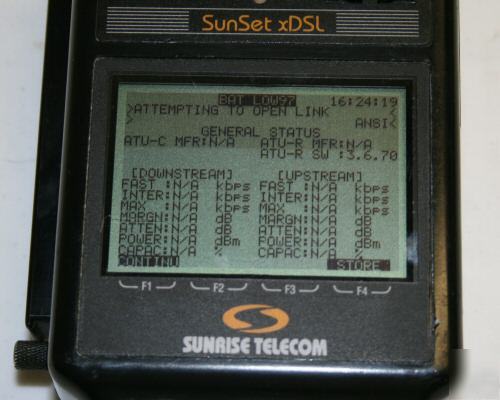 SunSet xDSL
BAT LOW97 16:24:19
>ATTEMPTING TO OPEN LINK <
> ANSI<
GENERAL STATUS
ATU-C MFR:N/A ATU-R MFR:N/A
ATU-R SW :3.6.70
[DOWNSTREAM] [UPSTREAM]
FAST :N/A kbps FAST :N/A kbps
INTER:N/A kbps INTER:N/A kbps
MAX :N/A kbps MAX :N/A kbps
MORGN:N/A dB MARGN:N/A dB
ATTEN:N/A dB ATTEN:N/A dB
POWER:N/A dBm POWER:N/A dBm
CAPAC:N/A % CAPAC:N/A %
CONTINU STORE
F1 F2 F3 F4
SUNRISE TELECOM